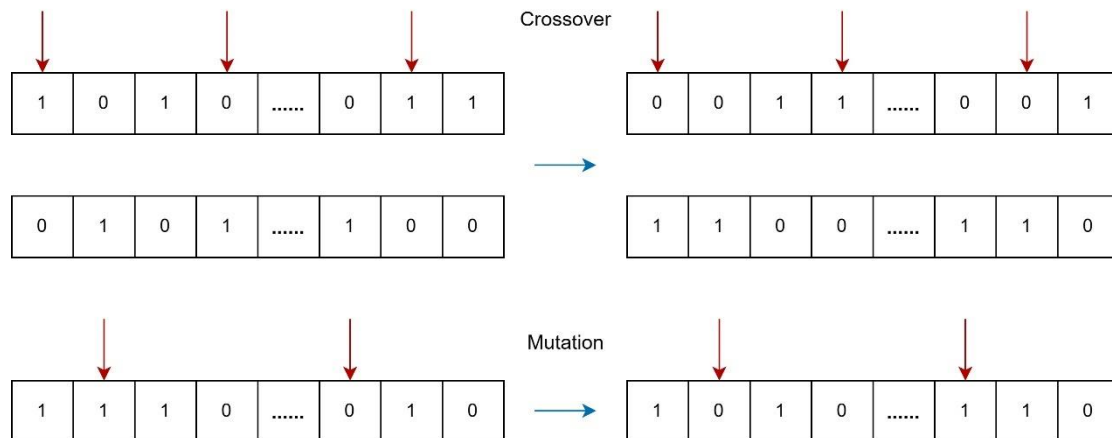 Crossover
1 0 1 0 ...... 0 1 1
0 0 1 1 ...... 0 0 1
0 1 0 1 ...... 1 0 0
1 1 0 0 ...... 1 1 0
Mutation
1 1 1 0 ...... 0 1 0
1 0 1 0 ...... 1 1 0